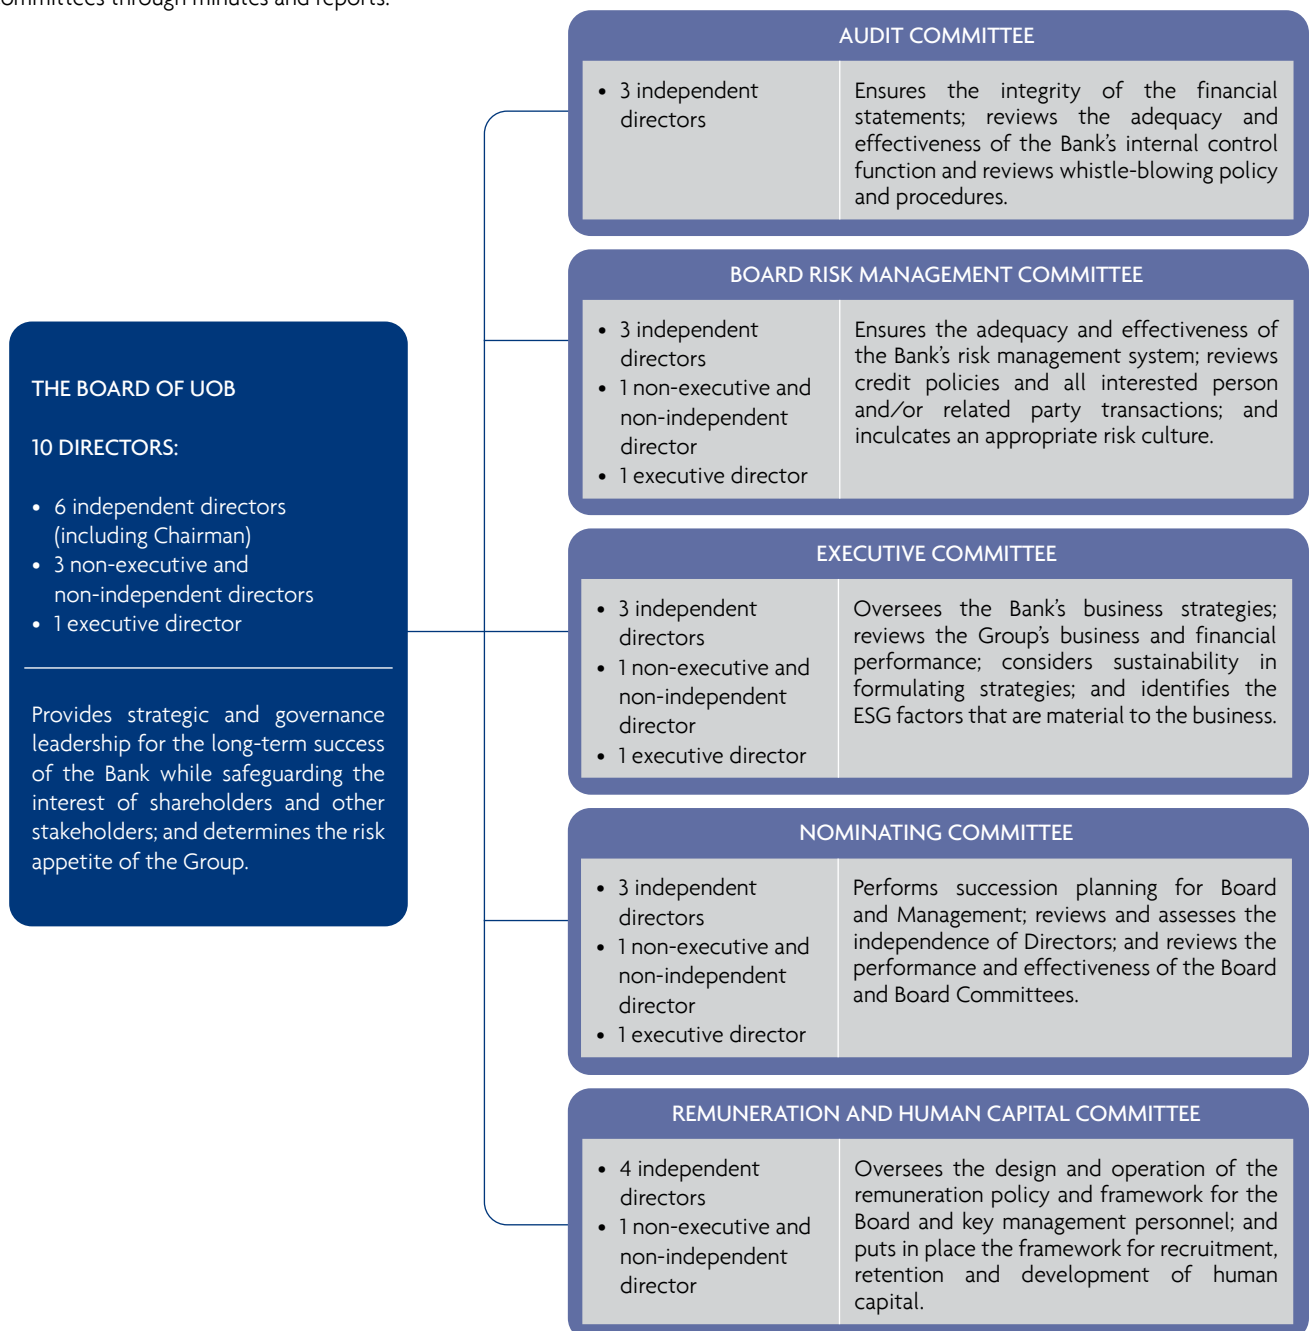 ommittees through minutes and reports.
THE BOARD OF UOB
10 DIRECTORS:
• 6 independent directors
(including Chairman)
• 3 non-executive and
non-independent directors
• 1 executive director
Provides strategic and governance
leadership for the long-term success
of the Bank while safeguarding the
interest of shareholders and other
stakeholders; and determines the risk
appetite of the Group.
AUDIT COMMITTEE
• 3 independent
directors
Ensures the integrity of the financial
statements; reviews the adequacy and
effectiveness of the Bank's internal control
function and reviews whistle-blowing policy
and procedures.
BOARD RISK MANAGEMENT COMMITTEE
• 3 independent
directors
• 1 non-executive and
non-independent
director
• 1 executive director
Ensures the adequacy and effectiveness of
the Bank's risk management system; reviews
credit policies and all interested person
and/or related party transactions; and
inculcates an appropriate risk culture.
EXECUTIVE COMMITTEE
• 3 independent
directors
• 1 non-executive and
non-independent
director
• 1 executive director
Oversees the Bank's business strategies;
reviews the Group's business and financial
performance; considers sustainability in
formulating strategies; and identifies the
ESG factors that are material to the business.
NOMINATING COMMITTEE
• 3 independent
directors
• 1 non-executive and
non-independent
director
• 1 executive director
Performs succession planning for Board
and Management; reviews and assesses the
independence of Directors; and reviews the
performance and effectiveness of the Board
and Board Committees.
REMUNERATION AND HUMAN CAPITAL COMMITTEE
• 4 independent
directors
• 1 non-executive and
non-independent
director
Oversees the design and operation of the
remuneration policy and framework for the
Board and key management personnel; and
puts in place the framework for recruitment,
retention and development of human
capital.